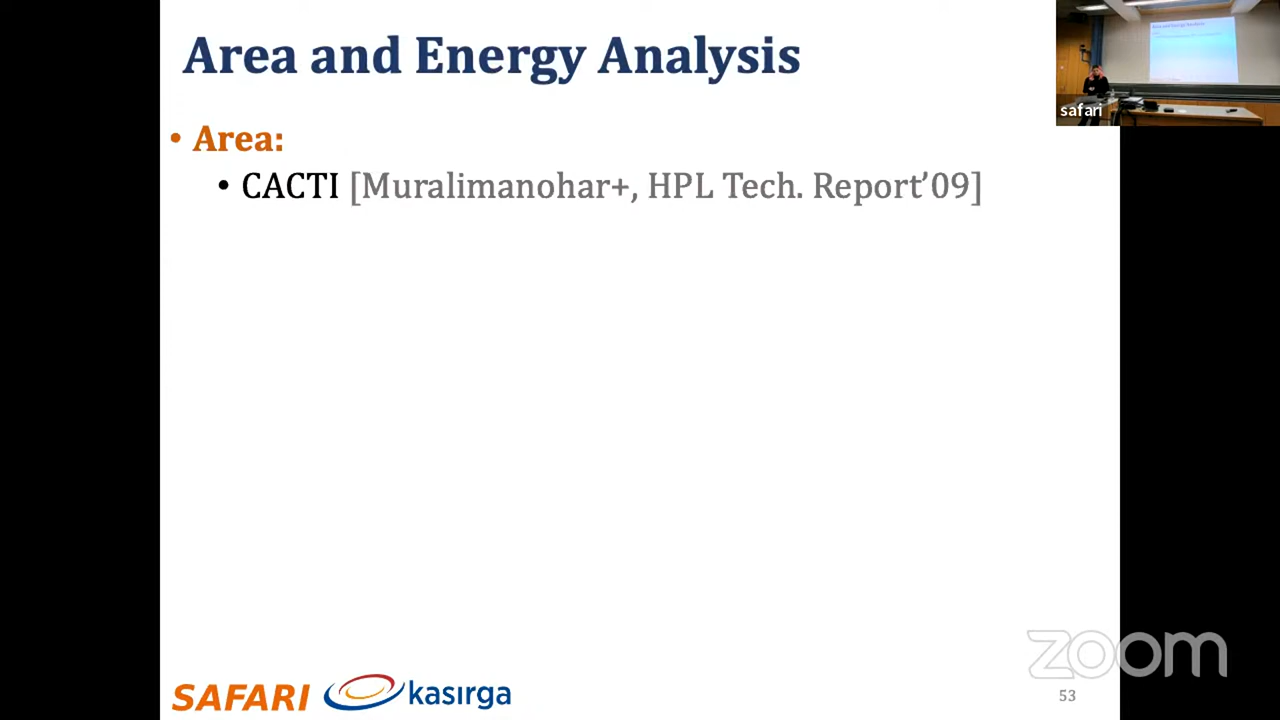 Area and Energy Analysis
safari
• Area:
• CACTI [Muralimanohar+, HPL Tech. Report’09]
zoom
SAFARI kasırga
53